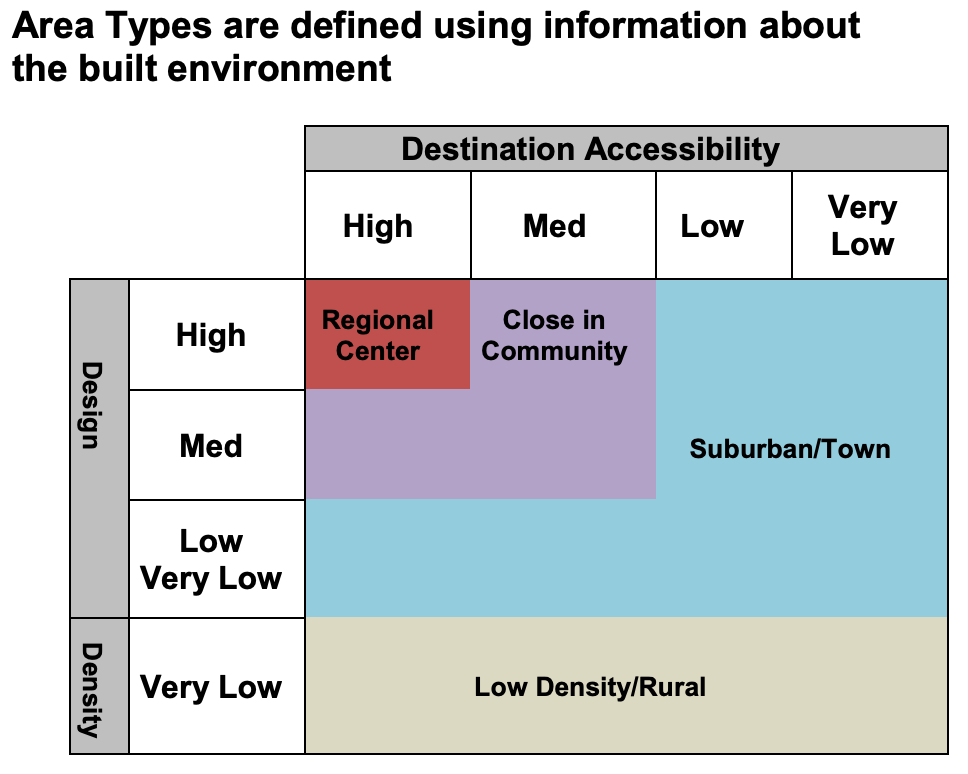 Area Types are defined using information about
the built environment
Destination Accessibility
High
Med
Low
Very
Low
Design
High
Regional
Center
Close in
Community
Med
Suburban/Town
Low
Very Low
Density
Very Low
Low Density/Rural